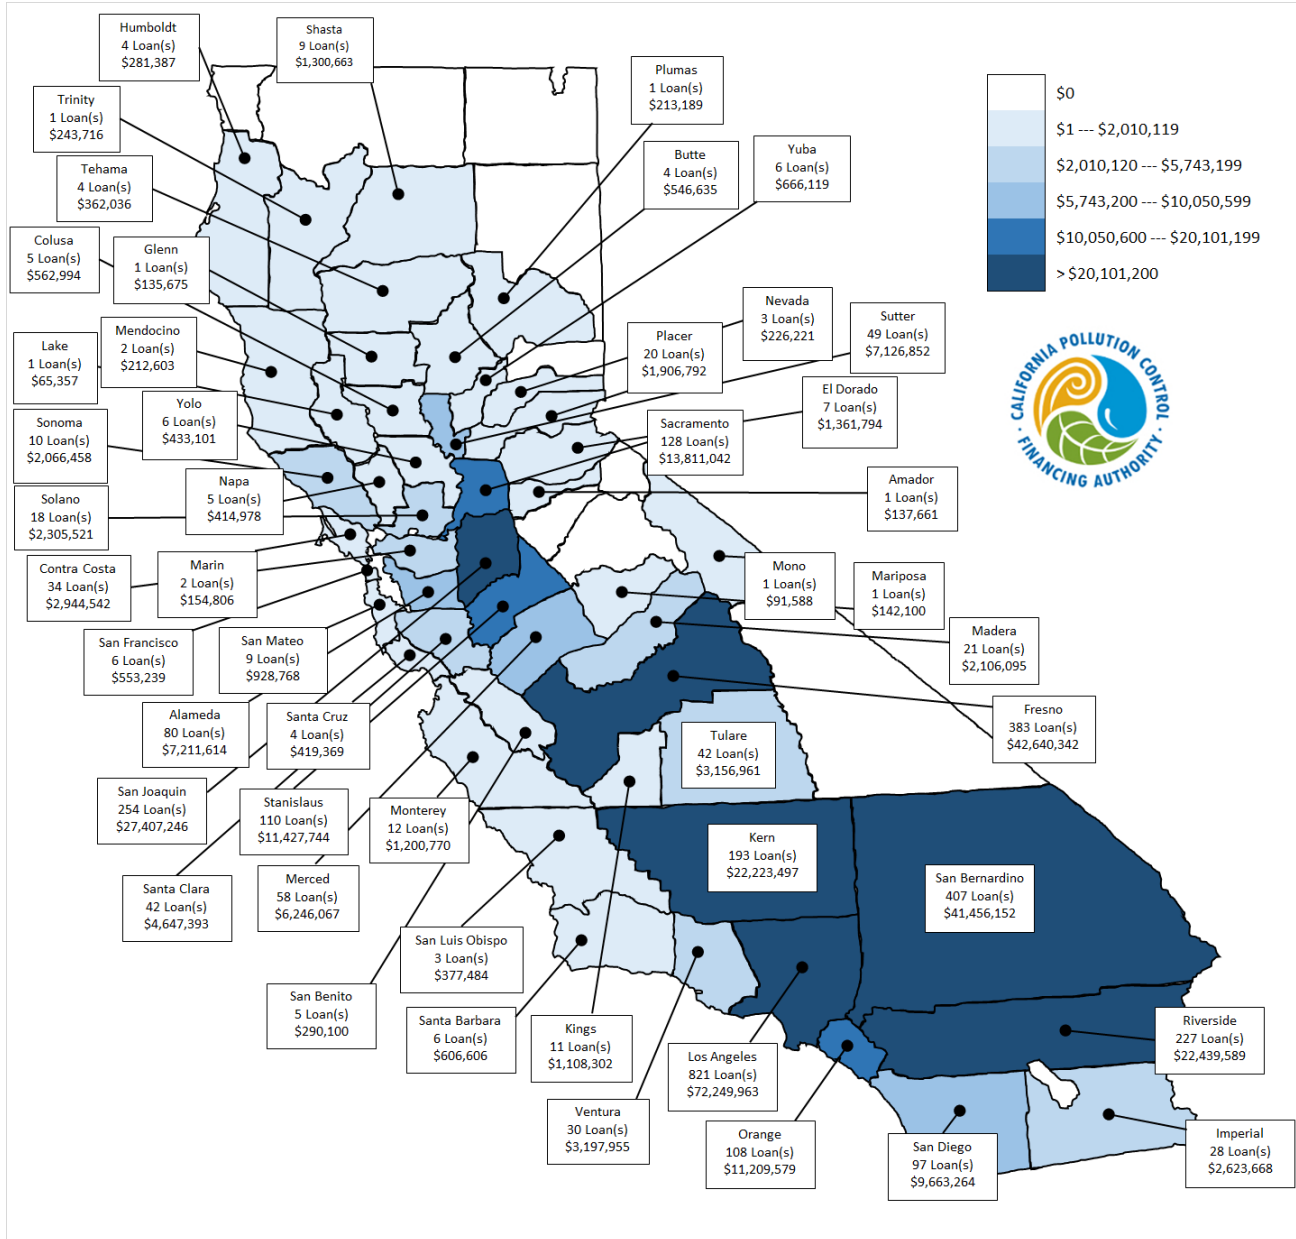 Humboldt
4 Loan(s)
$281,387
Shasta
9 Loan(s)
$1,300,663
Plumas
1 Loan(s)
$213,189
Trinity
1 Loan(s)
$243,716
Butte
4 Loan(s)
$546,635
Yuba
6 Loan(s)
$666,119
Tehama
4 Loan(s)
$362,036
Colusa
5 Loan(s)
$562,994
Glenn
1 Loan(s)
$135,675
$0
$1 --- $2,010,119
$2,010,120 --- $5,743,199
$5,743,200 --- $10,050,599
$10,050,600 --- $20,101,199
> $20,101,200
Nevada
3 Loan(s)
$226,221
Sutter
49 Loan(s)
$7,126,852
Mendocino
2 Loan(s)
$212,603
Placer
20 Loan(s)
$1,906,792
Lake
1 Loan(s)
$65,357
CALIFORNIA POLLUTION CONTROL
FINANCING AUTHORITY
El Dorado
7 Loan(s)
$1,361,794
Yolo
6 Loan(s)
$433,101
Sonoma
10 Loan(s)
$2,066,458
Sacramento
128 Loan(s)
$13,811,042
Napa
5 Loan(s)
$414,978
Amador
1 Loan(s)
$137,661
Solano
18 Loan(s)
$2,305,521
Marin
2 Loan(s)
$154,806
Contra Costa
34 Loan(s)
$2,944,542
Mono
1 Loan(s)
$91,588
Mariposa
1 Loan(s)
$142,100
Madera
21 Loan(s)
$2,106,095
San Francisco
6 Loan(s)
$553,239
San Mateo
9 Loan(s)
$928,768
Fresno
383 Loan(s)
$42,640,342
Alameda
80 Loan(s)
$7,211,614
Santa Cruz
4 Loan(s)
$419,369
Tulare
42 Loan(s)
$3,156,961
San Joaquin
254 Loan(s)
$27,407,246
Stanislaus
110 Loan(s)
$11,427,744
Monterey
12 Loan(s)
$1,200,770
Kern
193 Loan(s)
$22,223,497
Santa Clara
42 Loan(s)
$4,647,393
Merced
58 Loan(s)
$6,246,067
San Bernardino
407 Loan(s)
$41,456,152
San Luis Obispo
3 Loan(s)
$377,484
San Benito
5 Loan(s)
$290,100
Santa Barbara
6 Loan(s)
$606,606
Kings
11 Loan(s)
$1,108,302
Riverside
227 Loan(s)
$22,439,589
Los Angeles
821 Loan(s)
$72,249,963
Ventura
30 Loan(s)
$3,197,955
Orange
108 Loan(s)
$11,209,579
San Diego
97 Loan(s)
$9,663,264
Imperial
28 Loan(s)
$2,623,668